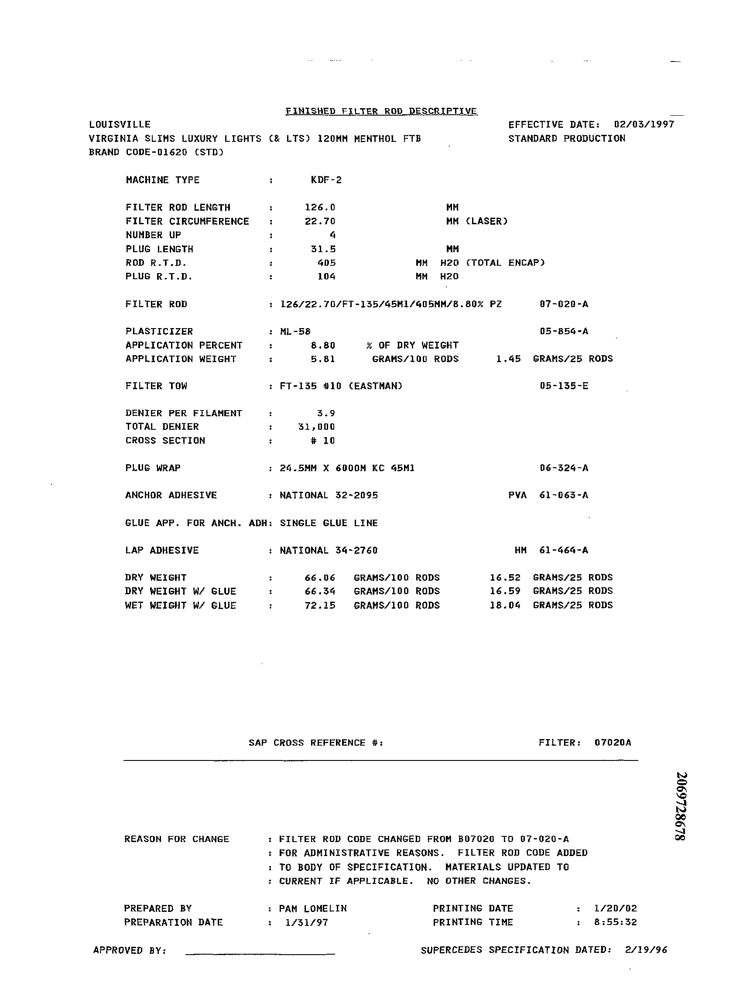 FINISHED FILTER ROD DESCRIPTIVE
LOUISVILLE EFFECTIVE DATE: 02/03/1997
VIRGINIA SLIMS LUXURY LIGHTS (& LTS) 120MM MENTHOL FTB STANDARD PRODUCTION
BRAND CODE-01620 (STD)
MACHINE TYPE : KDF-2
FILTER ROD LENGTH : 126.0 MM
FILTER CIRCUMFERENCE : 22.70 MM (LASER)
NUMBER UP : 4
PLUG LENGTH : 31.5 MM
ROD R.T.D. : 405 MM H2O (TOTAL ENCAP)
PLUG R.T.D. : 104 MM H2O
FILTER ROD : 126/22.70/FT-135/45M1/405MM/8.80% PZ 07-020-A
PLASTICIZER : ML-58 05-854-A
APPLICATION PERCENT : 8.80 % OF DRY WEIGHT
APPLICATION WEIGHT : 5.81 GRAMS/100 RODS 1.45 GRAMS/25 RODS
FILTER TOW : FT-135 #10 (EASTMAN) 05-135-E
DENIER PER FILAMENT : 3.9
TOTAL DENIER : 31,000
CROSS SECTION : # 10
PLUG WRAP : 24.5MM X 6000M KC 45M1 06-324-A
ANCHOR ADHESIVE : NATIONAL 32-2095 PVA 61-063-A
GLUE APP. FOR ANCH. ADH: SINGLE GLUE LINE
LAP ADHESIVE : NATIONAL 34-2760 HM 61-464-A
DRY WEIGHT : 66.06 GRAMS/100 RODS 16.52 GRAMS/25 RODS
DRY WEIGHT W/ GLUE : 66.34 GRAMS/100 RODS 16.59 GRAMS/25 RODS
WET WEIGHT W/ GLUE : 72.15 GRAMS/100 RODS 18.04 GRAMS/25 RODS
SAP CROSS REFERENCE #: FILTER: 07020A
2069728678
REASON FOR CHANGE : FILTER ROD CODE CHANGED FROM B07020 TO 07-020-A
: FOR ADMINISTRATIVE REASONS. FILTER ROD CODE ADDED
: TO BODY OF SPECIFICATION. MATERIALS UPDATED TO
: CURRENT IF APPLICABLE. NO OTHER CHANGES.
PREPARED BY : PAM LOMELIN PRINTING DATE : 1/20/02
PREPARATION DATE : 1/31/97 PRINTING TIME : 8:55:32
APPROVED BY: SUPERCEDES SPECIFICATION DATED: 2/19/96